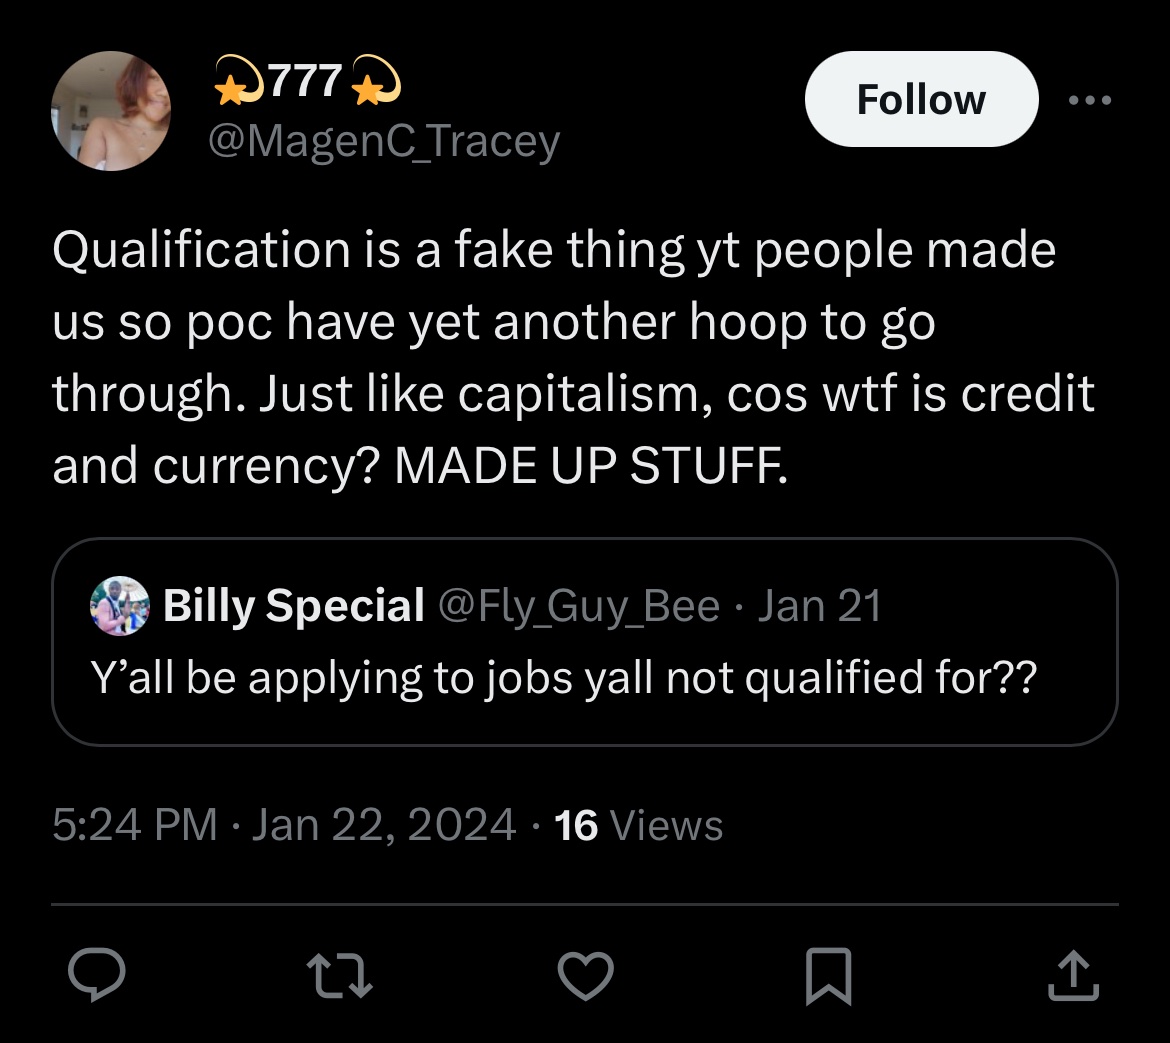 💫777💫
@MagenC_Tracey
Follow
Qualification is a fake thing yt people made
us so poc have yet another hoop to go
through. Just like capitalism, cos wtf is credit
and currency? MADE UP STUFF.
Billy Special @Fly_Guy_Bee · Jan 21
Y’all be applying to jobs yall not qualified for??
5:24 PM · Jan 22, 2024 · 16 Views